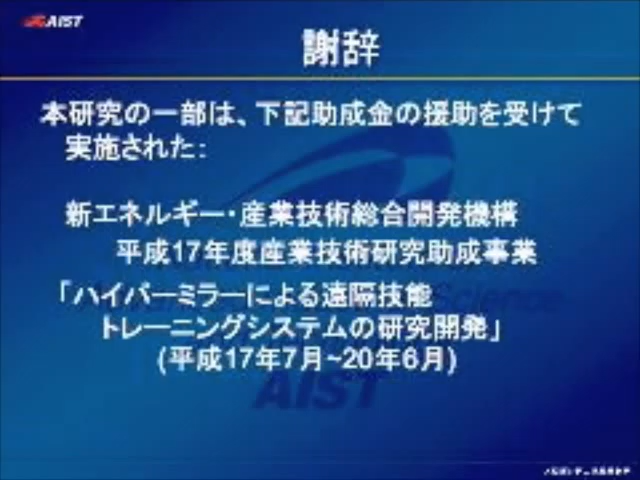 AIST
謝辞
本研究の一部は、下記助成金の援助を受けて
実施された:
新エネルギー・産業技術総合開発機構
平成17年度産業技術研究助成事業
「ハイパーミラーによる遠隔技能
トレーニングシステムの研究開発」
(平成17年7月~20年6月)
AIST